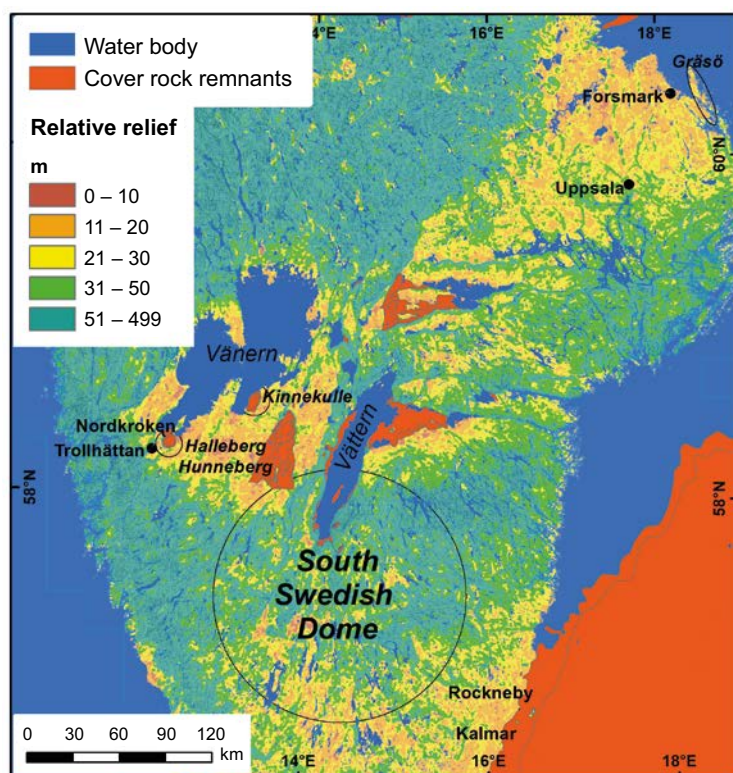 Water body
Cover rock remnants
Relative relief
m
0 – 10
11 – 20
21 – 30
31 – 50
51 – 499
4°E
16°E
18°E
Gräsö
Forsmark
60°N
Uppsala
Vänern
Kinnekulle
Nordkroken
Trollhättan
Halleberg
Hunneberg
Vättern
58°N
58°N
South
Swedish
Dome
Rockneby
Kalmar
0 30 60 90 120
km
14°E
16°E
18°E